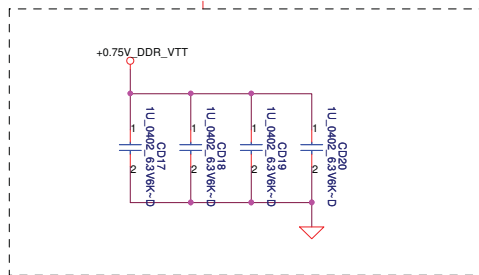 +0.75V_DDR_VTT
1
2
CD17
1U_0402_6.3V6K~D
1
2
CD18
1U_0402_6.3V6K~D
1
2
CD19
1U_0402_6.3V6K~D
1
2
CD20
1U_0402_6.3V6K~D